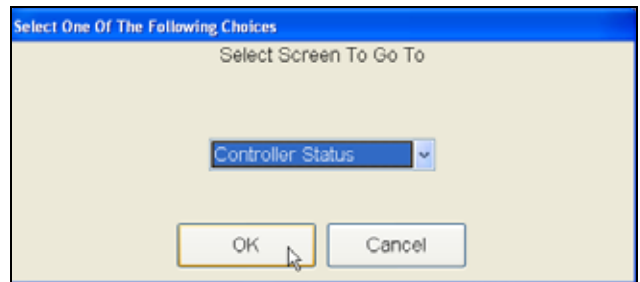 Select One Of The Following Choices
Select Screen To Go To
Controller Status
OK
Cancel